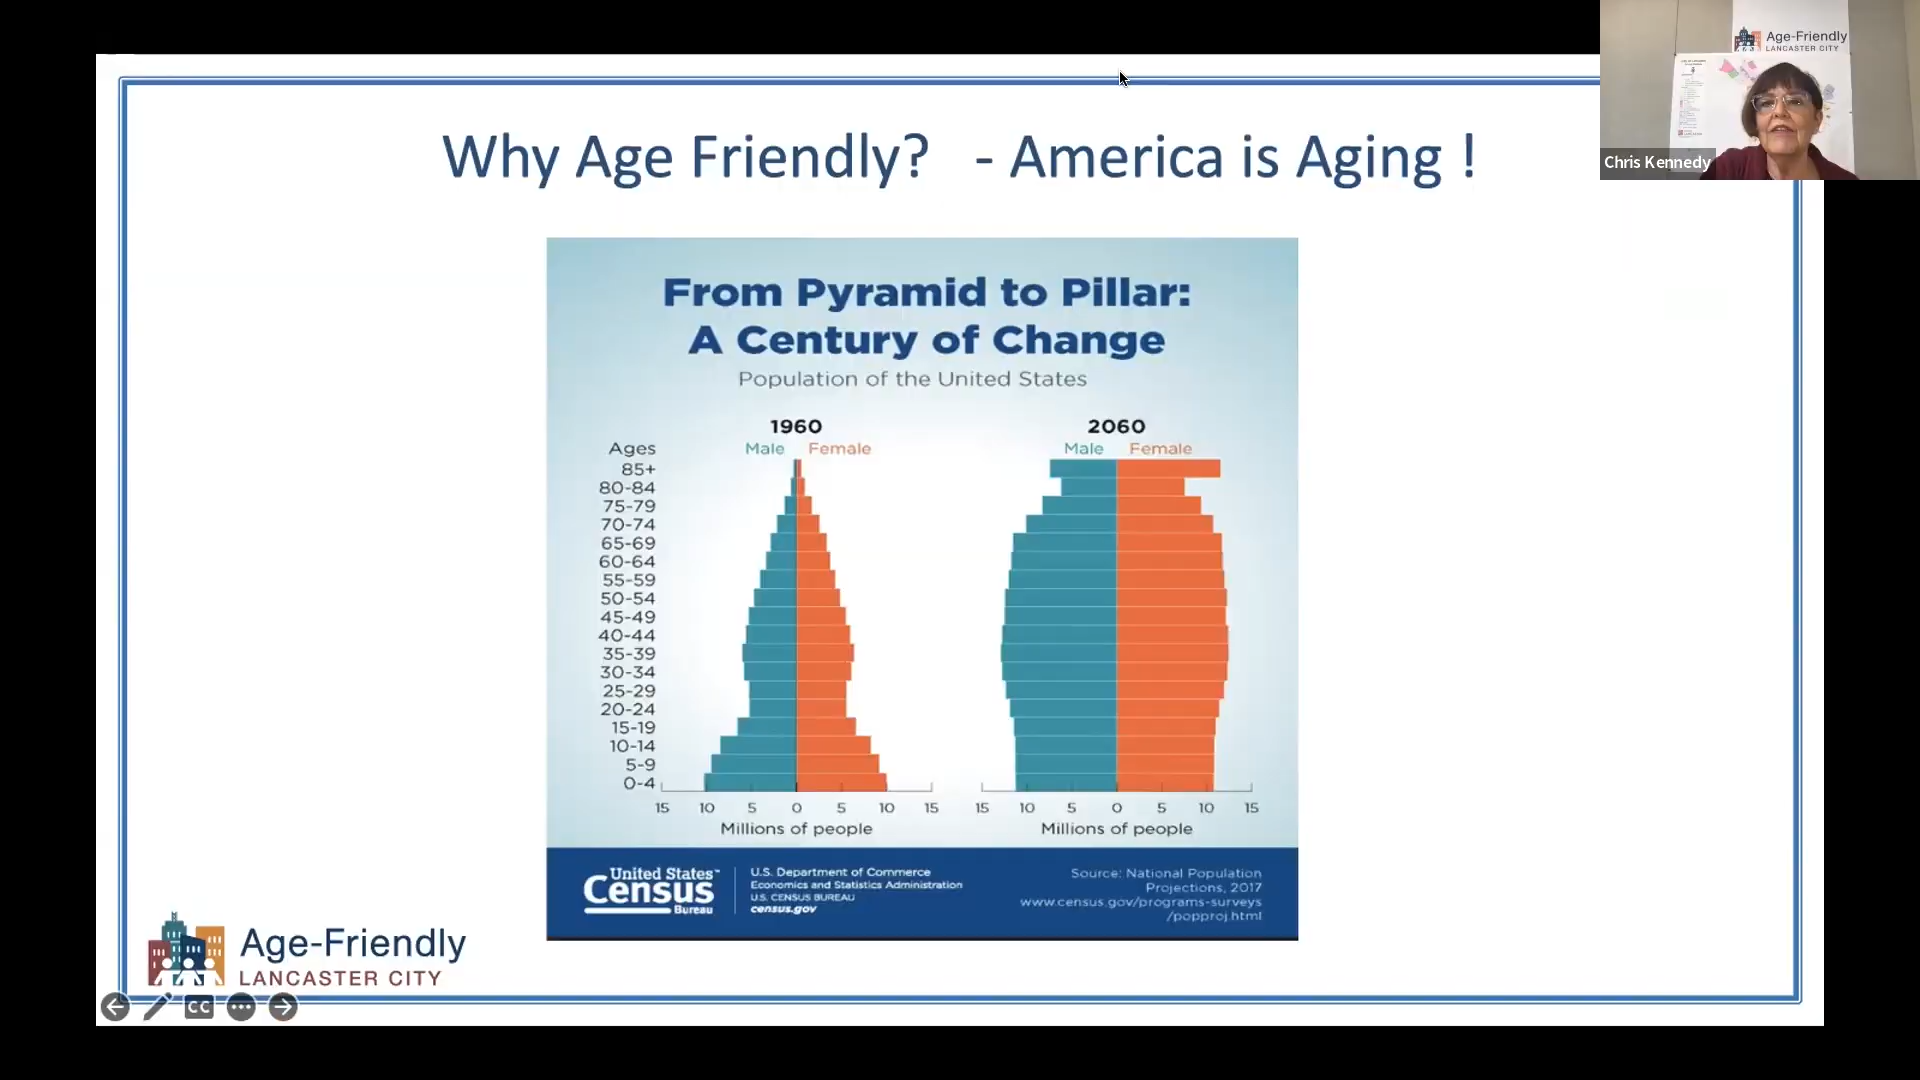 Why Age Friendly? - America is Aging !
Age-Friendly
LANCASTER CITY
Chris Kennedy
From Pyramid to Pillar:
A Century of Change
Population of the United States
1960
Male Female
2060
Male Female
Ages
85+
80-84
75-79
70-74
65-69
60-64
55-59
50-54
45-49
40-44
35-39
30-34
25-29
20-24
15-19
10-14
5-9
0-4
15 10 5 0 5 10 15
Millions of people
15 10 5 0 5 10 15
Millions of people
United States™
Census
Bureau
U.S. Department of Commerce
Economics and Statistics Administration
U.S. CENSUS BUREAU
census.gov
Source: National Population
Projections, 2017
www.census.gov/programs-surveys
/popproj.html
Age-Friendly
LANCASTER CITY
CC